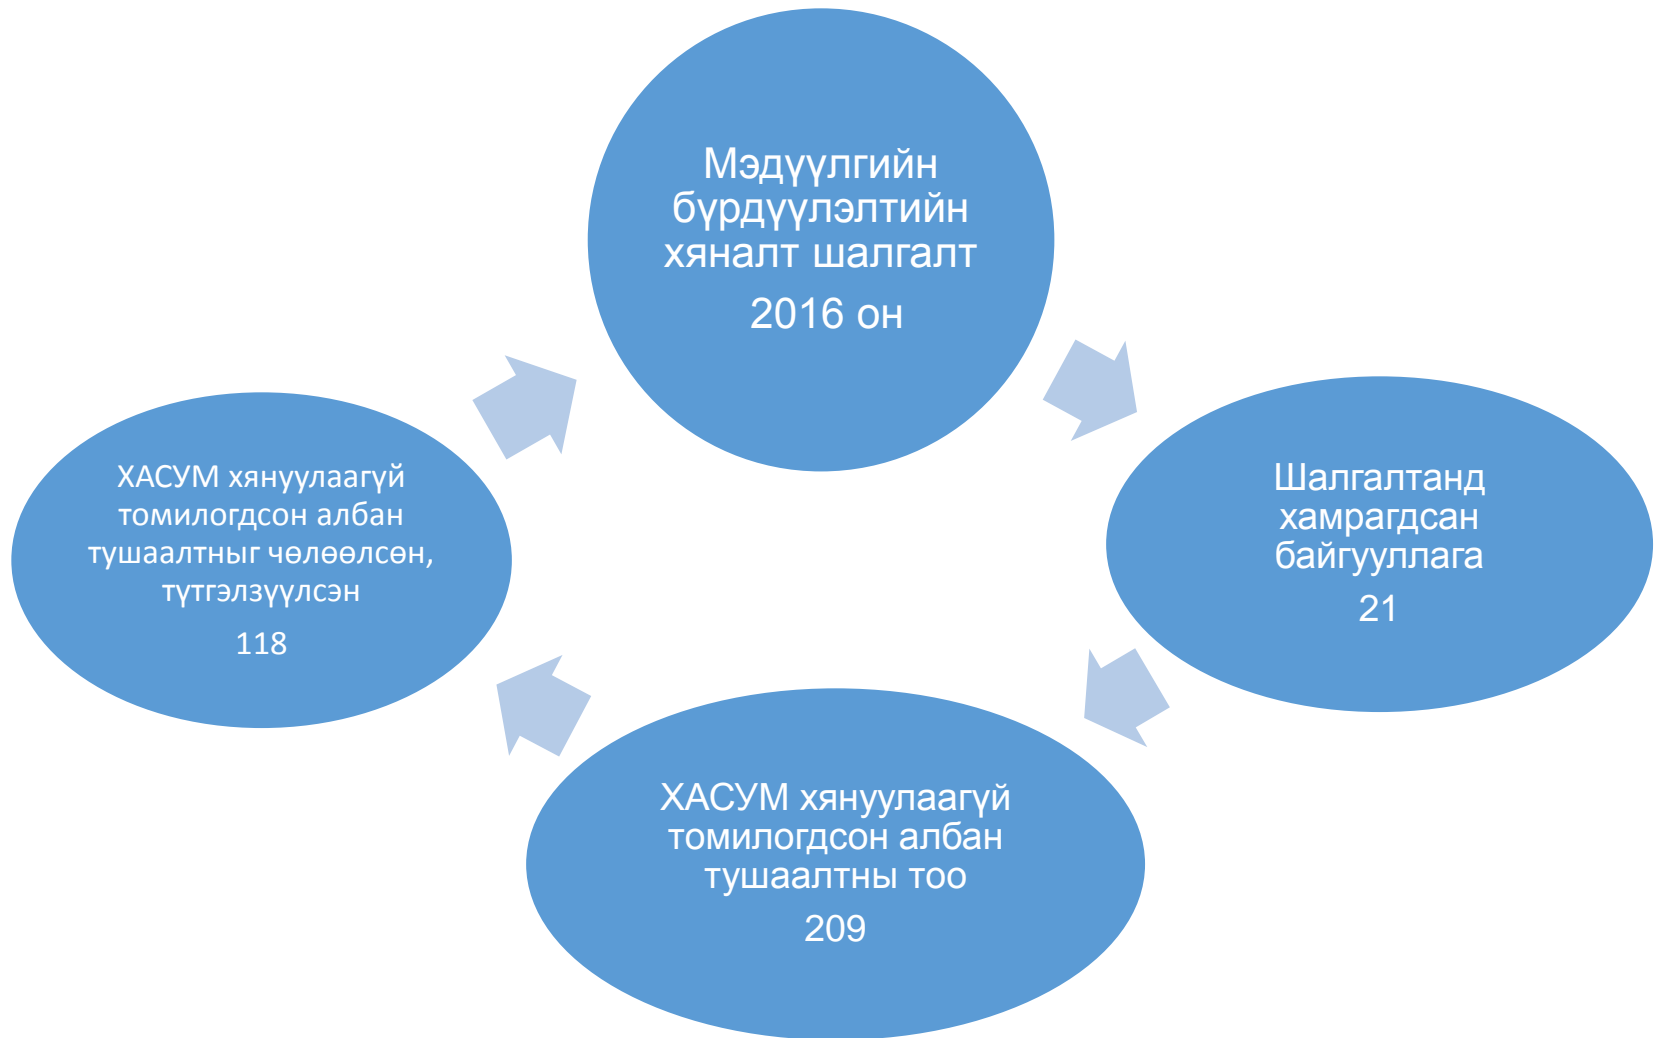 Мэдүүлгийн
бүрдүүлэлтийн
хяналт шалгалт
2016 он
Шалгалтанд
хамрагдсан
байгууллага
21
ХАСУМ хянуулаагүй
томилогдсон албан
тушаалтны тоо
209
ХАСУМ хянуулаагүй
томилогдсон албан
тушаалтныг чөлөөлсөн,
түтгэлзүүлсэн
118